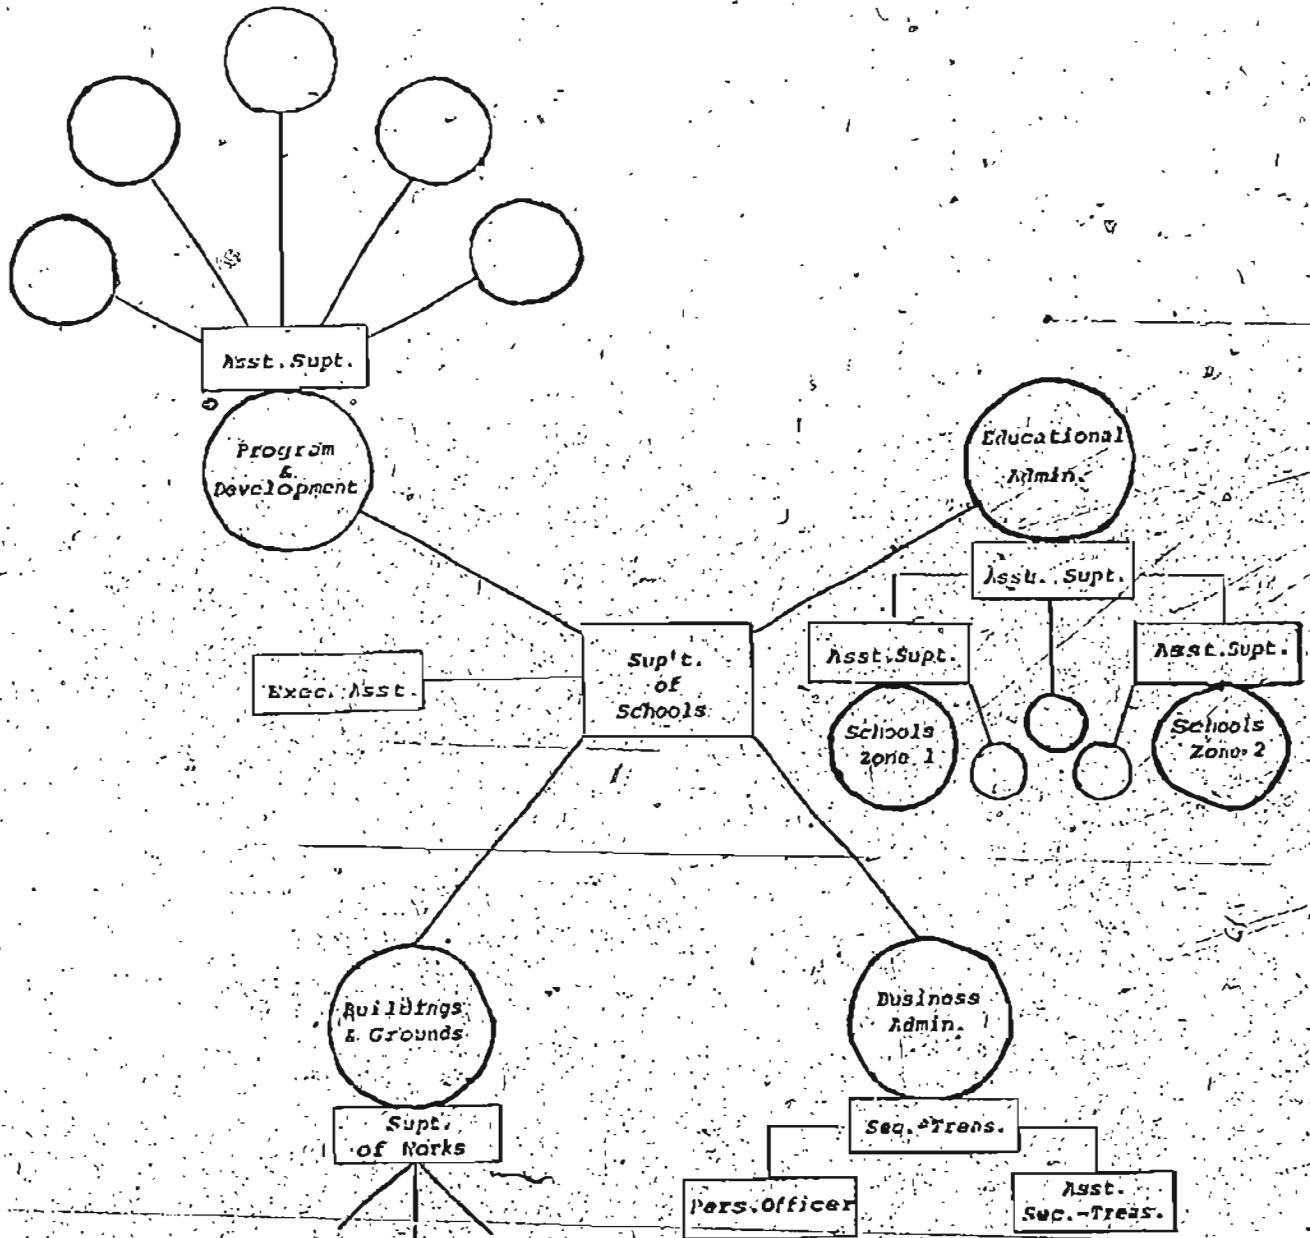 Asst.Supt.
Program
&
Development
Educational
Admin.
Asst. Supt.
Asst.Supt.
Asst.Supt.
Schools
Zone 1
Schools
Zone 2
Exec. Asst.
Sup't.
of
Schools
Buildings
& Grounds
Supt.
of Works
Business
Admin.
Sec.-Treas.
Pers.Officer
Asst.
Sec.-Treas.